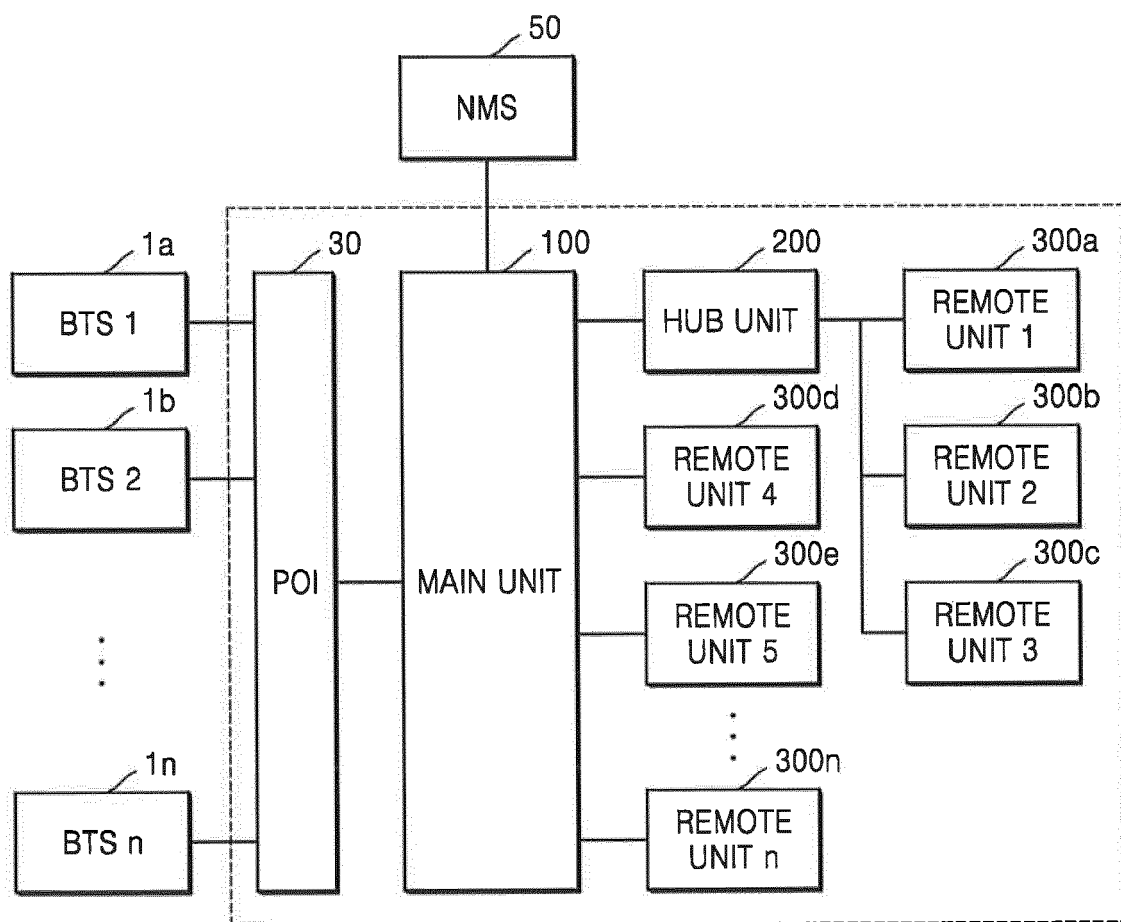 50
NMS
1a
30
100
200
300a
BTS 1
HUB UNIT
REMOTE
UNIT 1
1b
300d
300b
BTS 2
REMOTE
UNIT 4
REMOTE
UNIT 2
POI
MAIN UNIT
300e
300c
REMOTE
UNIT 5
REMOTE
UNIT 3
1n
300n
BTS n
REMOTE
UNIT n